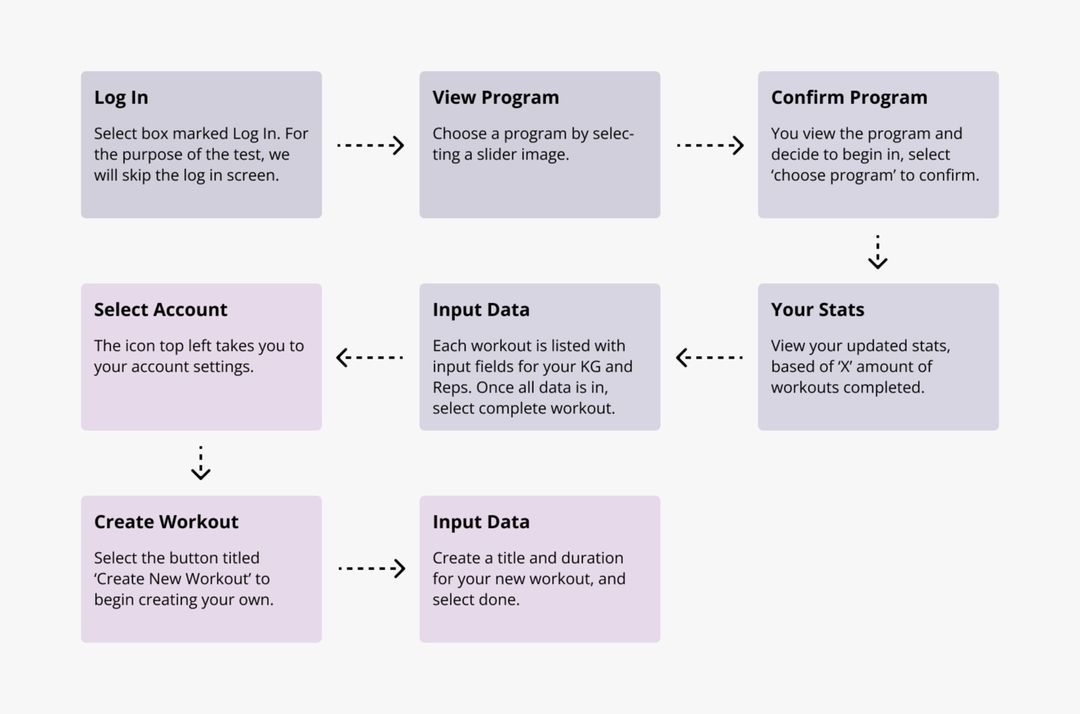 Log In
Select box marked Log In. For
the purpose of the test, we
will skip the log in screen.
View Program
Choose a program by selec-
ting a slider image.
Confirm Program
You view the program and
decide to begin in, select
‘choose program’ to confirm.
Your Stats
View your updated stats,
based of ‘X’ amount of
workouts completed.
Input Data
Each workout is listed with
input fields for your KG and
Reps. Once all data is in,
select complete workout.
Select Account
The icon top left takes you to
your account settings.
Create Workout
Select the button titled
‘Create New Workout’ to
begin creating your own.
Input Data
Create a title and duration
for your new workout, and
select done.